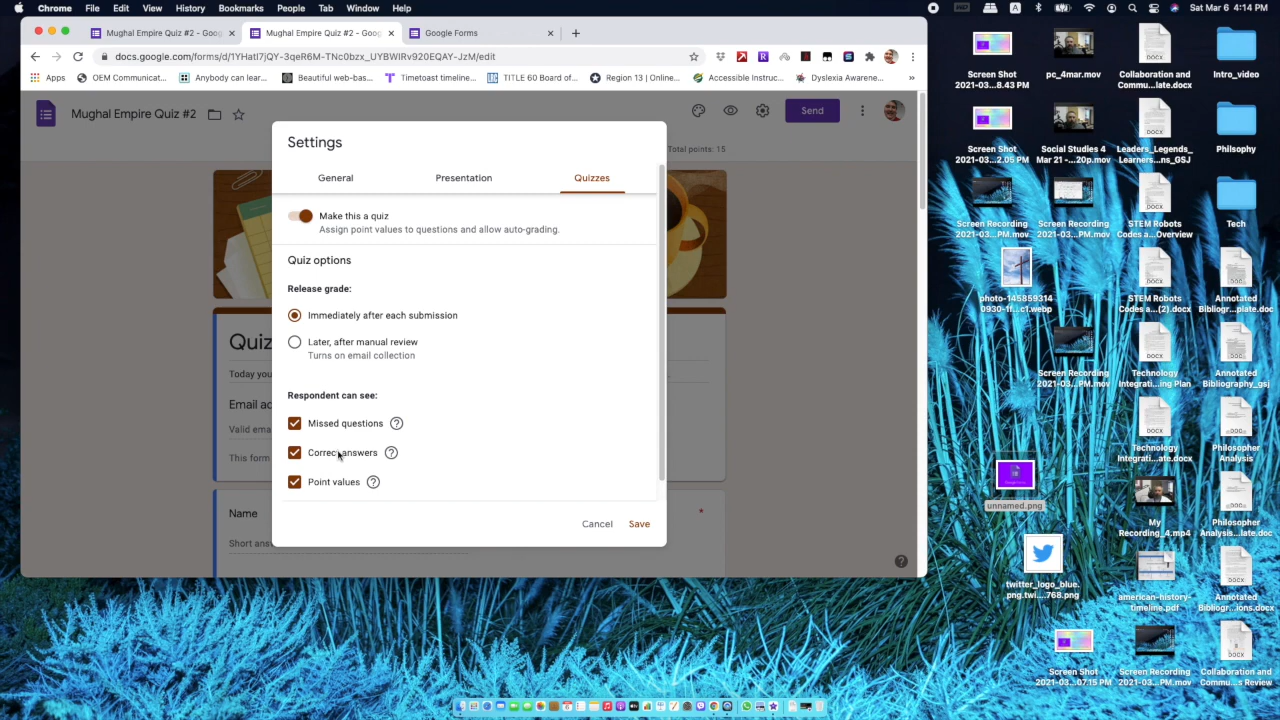 Chrome File Edit View History Bookmarks People Tab Window Help
Sat Mar 6 4:14 PM
Mughal Empire Quiz #2 - Goog
Mughal Empire Quiz #2 - Goog
Google Forms
docs.google.com/forms/d/1YHatI7jQY-3qeR6M-TNc0bzx_UYBWIRv920EQAY-uzM/edit
Apps
OEM Communicat...
Anybody can lear...
Beautiful web-bas...
Timetoast timeline...
TITLE 60 Board of...
Region 13 | Online...
Accessible Instruc...
Dyslexia Awarene...
»
Mughal Empire Quiz #2
Send
Total points: 15
Settings
General
Presentation
Quizzes
Make this a quiz
Assign point values to questions and allow auto-grading.
Quiz options
Release grade:
Immediately after each submission
Later, after manual review
Turns on email collection
Respondent can see:
Missed questions
Correct answers
Point values
Cancel
Save
Quiz
Today you
Email ad
Valid ema
This form
Name
*
Short answ
Screen Shot
2021-03...8.43 PM
pc_4mar.mov
Collaboration and
Commu...late.docx
Intro_video
Screen Shot
2021-03...2.05 PM
Social Studies 4
Mar 21 -...20p.mov
Leaders_Legends_
Learners...ns_GSJ
Philsophy
Screen Recording
2021-03...PM.mov
Screen Recording
2021-03...PM.mov
STEM Robots
Codes a...Overview
Tech
photo-145859314
0930-1f...c1.webp
STEM Robots
Codes a...(2).docx
Annotated
Bibliogr...plate.doc
Screen Recording
2021-03...PM.mov
Technology
Integrati...ing Plan
Annotated
Bibliography_gsj
unnamed.png
Technology
Integrati...ate.docx
Philosopher
Analysis
My
Recording_4.mp4
Philosopher
Analysis...late.doc
twitter_logo_blue.
png.twi....768.png
american-history-
timeline.pdf
Annotated
Bibliogr...ions.docx
Screen Shot
2021-03...07.15 PM
Screen Recording
2021-03...PM.mov
Collaboration and
Commu...s Review